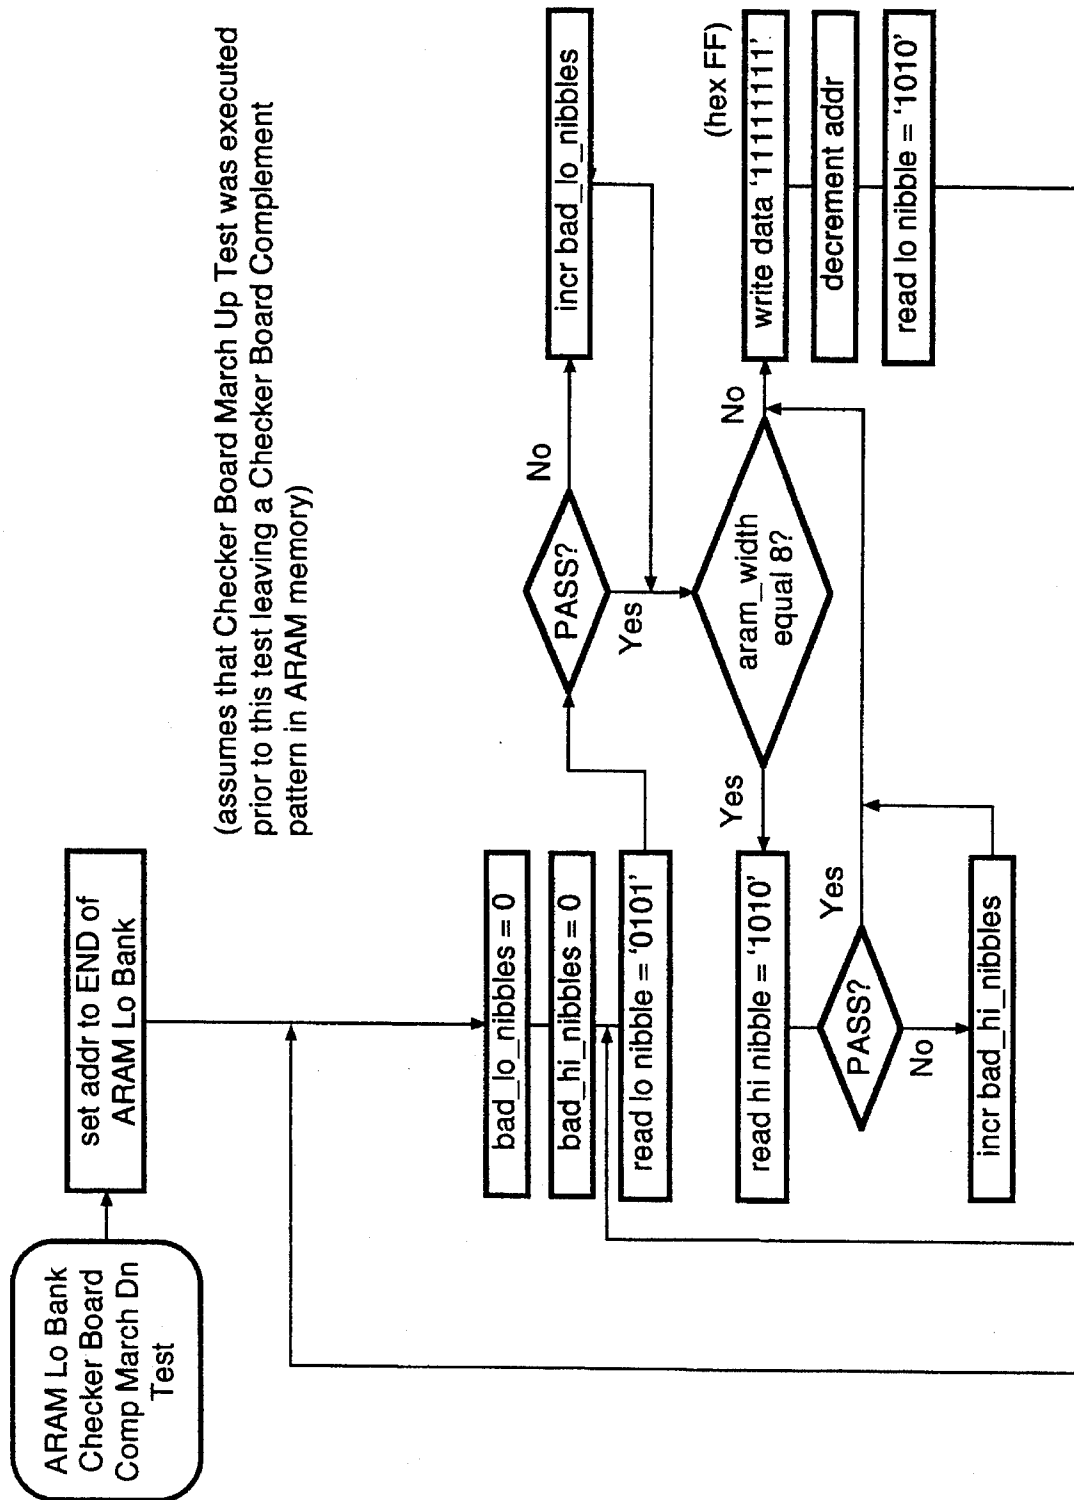 ARAM Lo Bank
Checker Board
Comp March Dn
Test
set addr to END of
ARAM Lo Bank
(assumes that Checker Board March Up Test was executed
prior to this test leaving a Checker Board Complement
pattern in ARAM memory)
bad_lo_nibbles = 0
bad_hi_nibbles = 0
read lo nibble = ‘0101’
PASS?
No
incr bad_lo_nibbles
Yes
aram_width
equal 8?
Yes
No
read hi nibble = ‘1010’
PASS?
Yes
No
incr bad_hi_nibbles
(hex FF)
write data ‘11111111’
decrement addr
read lo nibble = ‘1010’